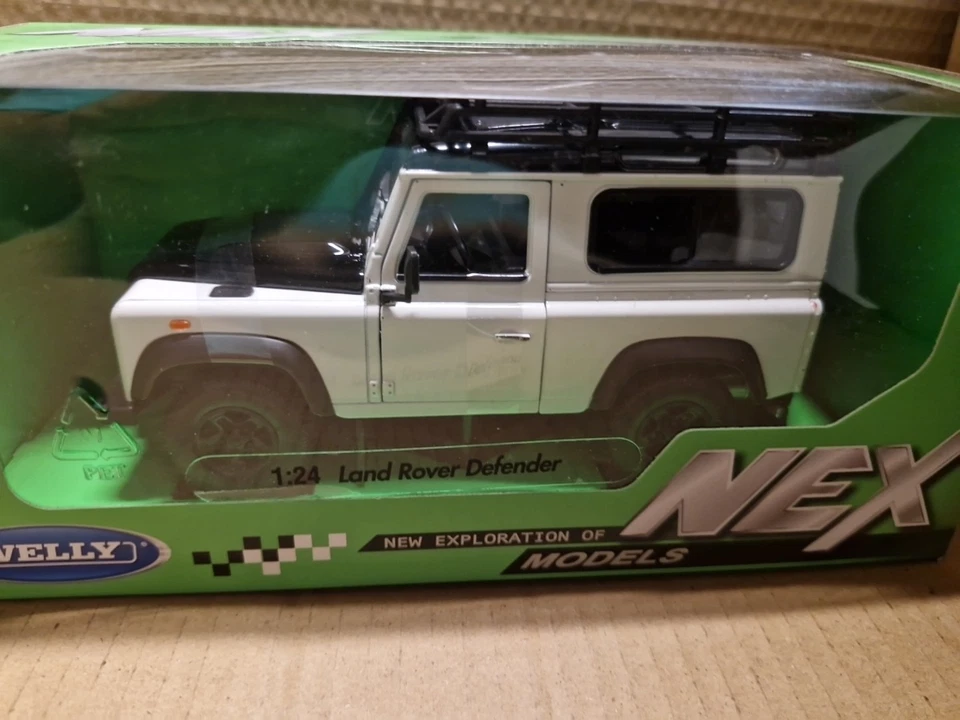 1:24 Land Rover Defender
PET
WELLY
NEW EXPLORATION OF
MODELS
NEX